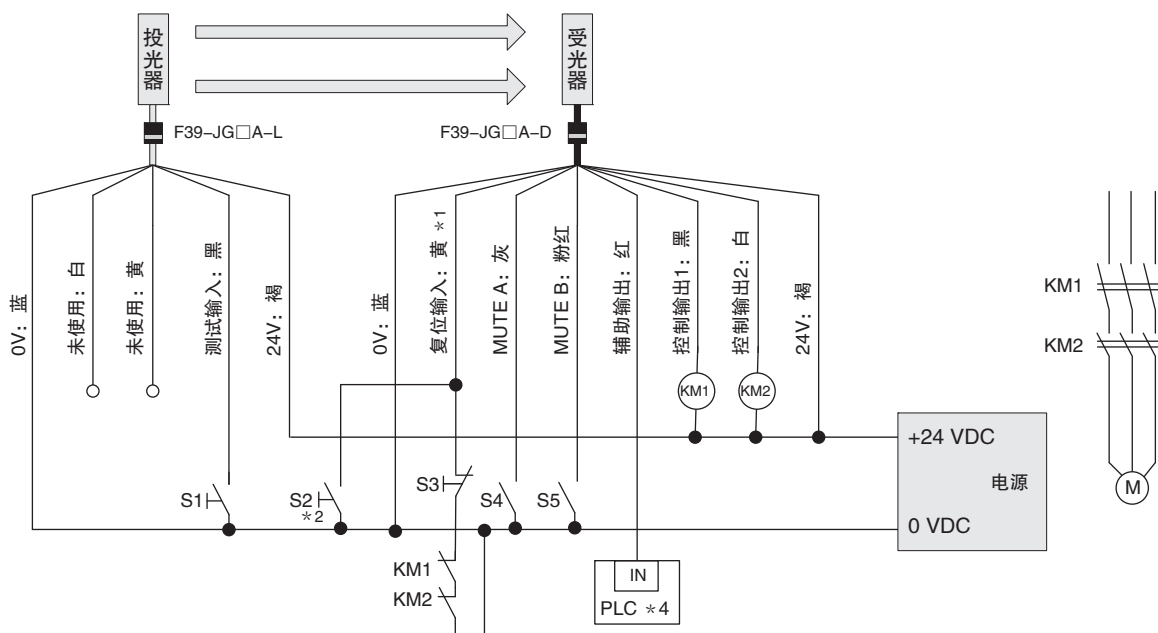 投光器
受光器
F39-JG□A-L
F39-JG□A-D
0V：蓝
未使用：白
未使用：黄
测试输入：黑
24V：褐
0V：蓝
复位输入：黄 *1
MUTE A：灰
MUTE B：粉红
辅助输出：红
控制输出1：黑
控制输出2：白
24V：褐
KM1
KM2
KM1
KM2
+24 VDC
电源
0 VDC
M
S1
S2
*2
S3
S4
S5
KM1
KM2
IN
PLC *4